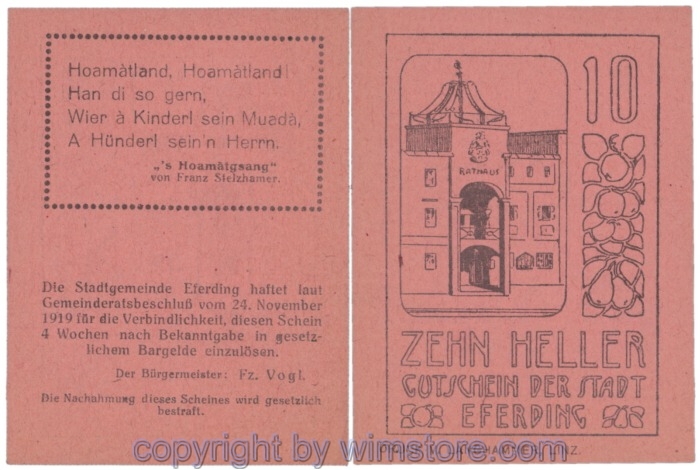 Hoamàtland, Hoamàtland!
Han di so gern,
Wier à Kinderl sein Muadà,
A Hünderl sein'n Herrn.
„'s Hoamàtgsang"
von Franz Stelzhamer.
Die Stadtgemeinde Eferding haftet laut
Gemeinderatsbeschluß vom 24. November
1919 für die Verbindlichkeit, diesen Schein
4 Wochen nach Bekanntgabe in gesetz-
lichem Bargelde einzulösen.
Der Bürgermeister: Fz. Vogl.
Die Nachahmung dieses Scheines wird gesetzlich
bestraft.
10
RATHAUS
ZEHN HELLER
GUTSCHEIN DER STADT
EFERDING
LINZ.
copyright by wimstore.com